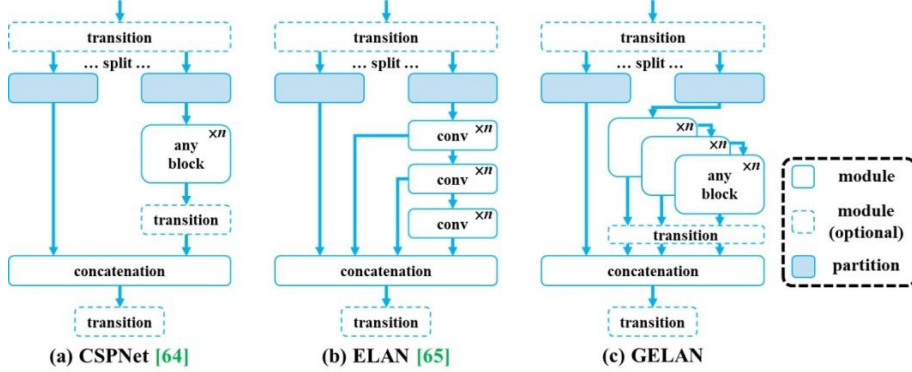 transition
... split ...
any
block
×n
transition
concatenation
transition
(a) CSPNet [64]
transition
... split ...
conv ×n
conv ×n
conv ×n
concatenation
transition
(b) ELAN [65]
transition
... split ...
×n
×n
×n
any
block
transition
concatenation
transition
(c) GELAN
module
module
(optional)
partition